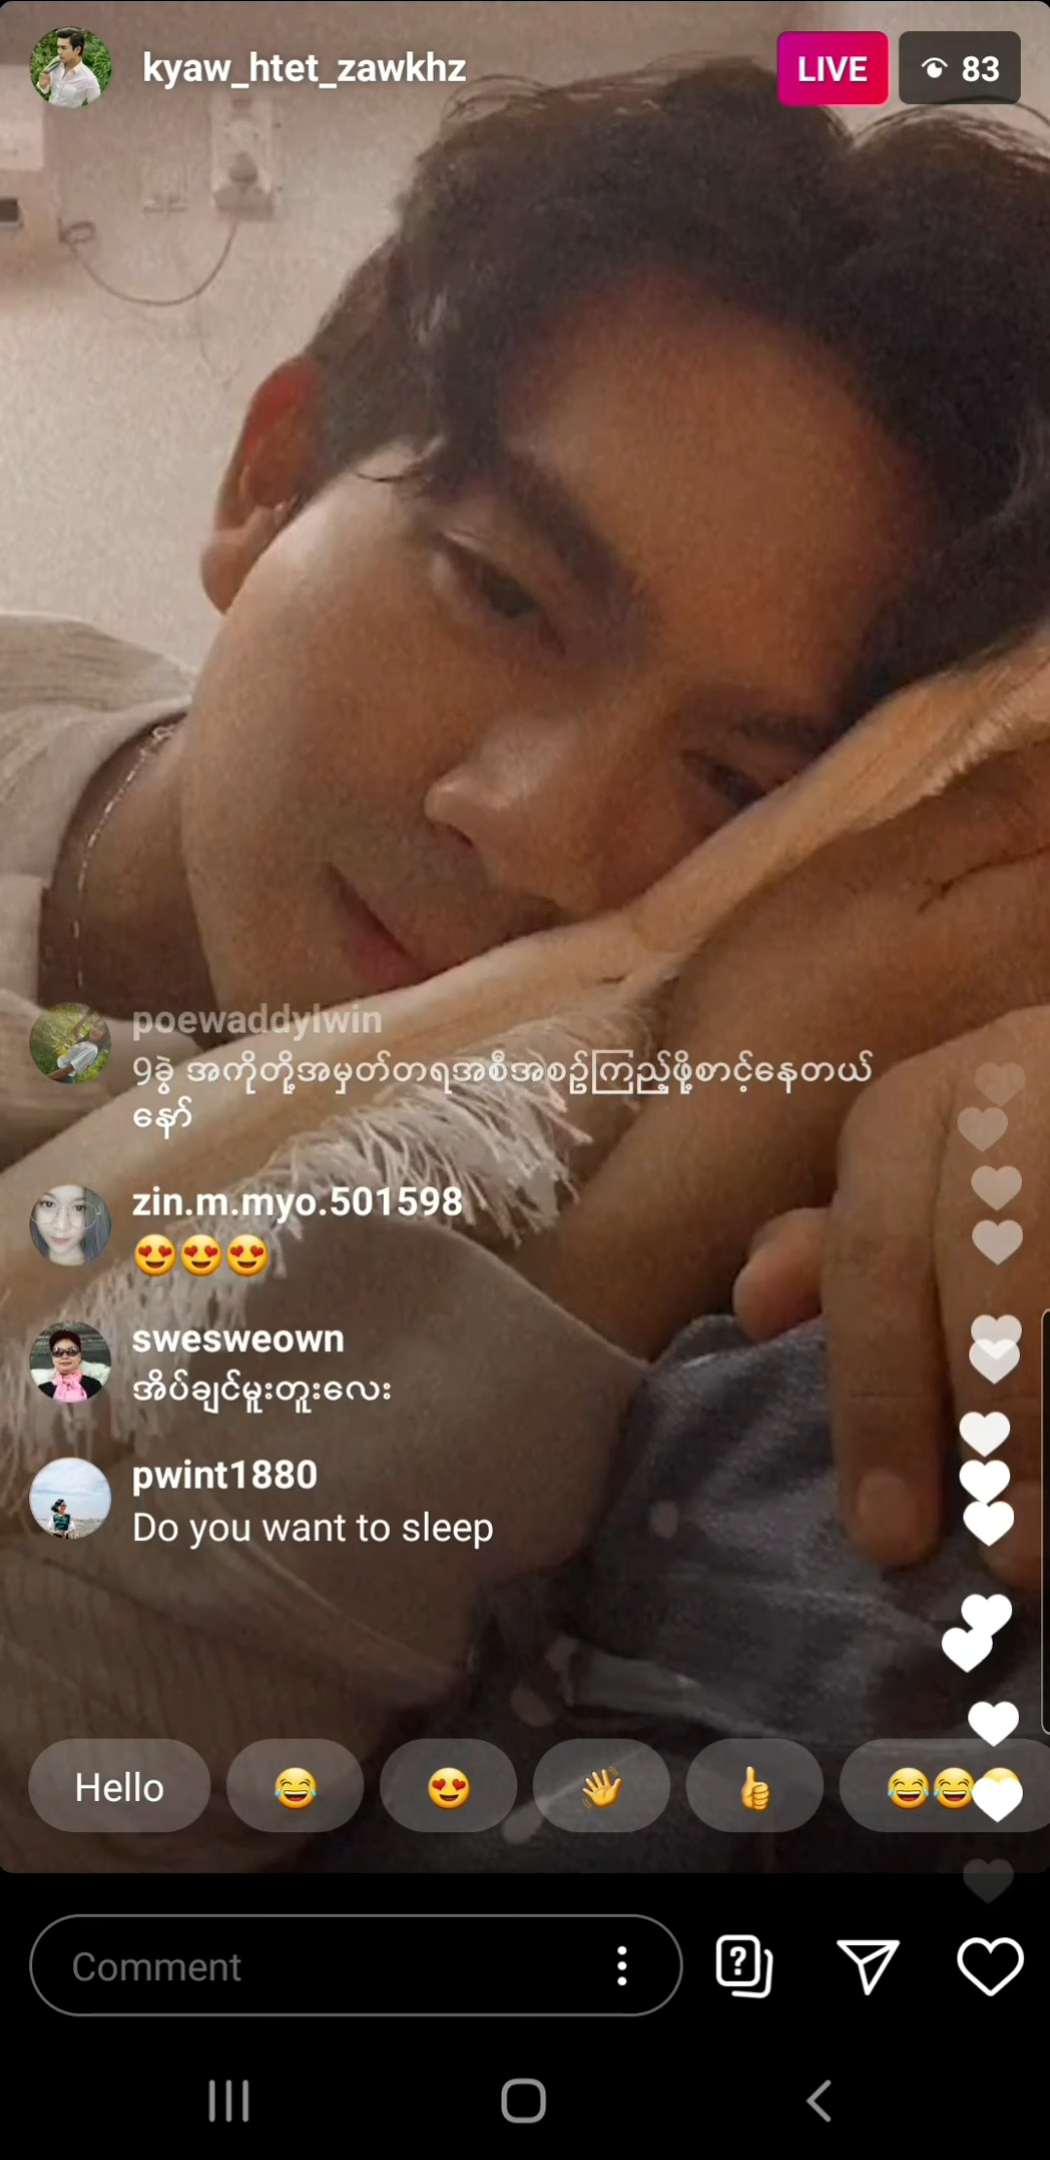 kyaw_htet_zawkhz
LIVE
83
poewaddylwin
9ခွဲ အကိုတို့အမှတ်တရအစီအစဥ်ကြည့်ဖို့စာင့်နေတယ်
နော်
zin.m.myo.501598
😍😍😍
swesweown
အိပ်ချင်မူးတူးလေး
pwint1880
Do you want to sleep
Hello
Comment